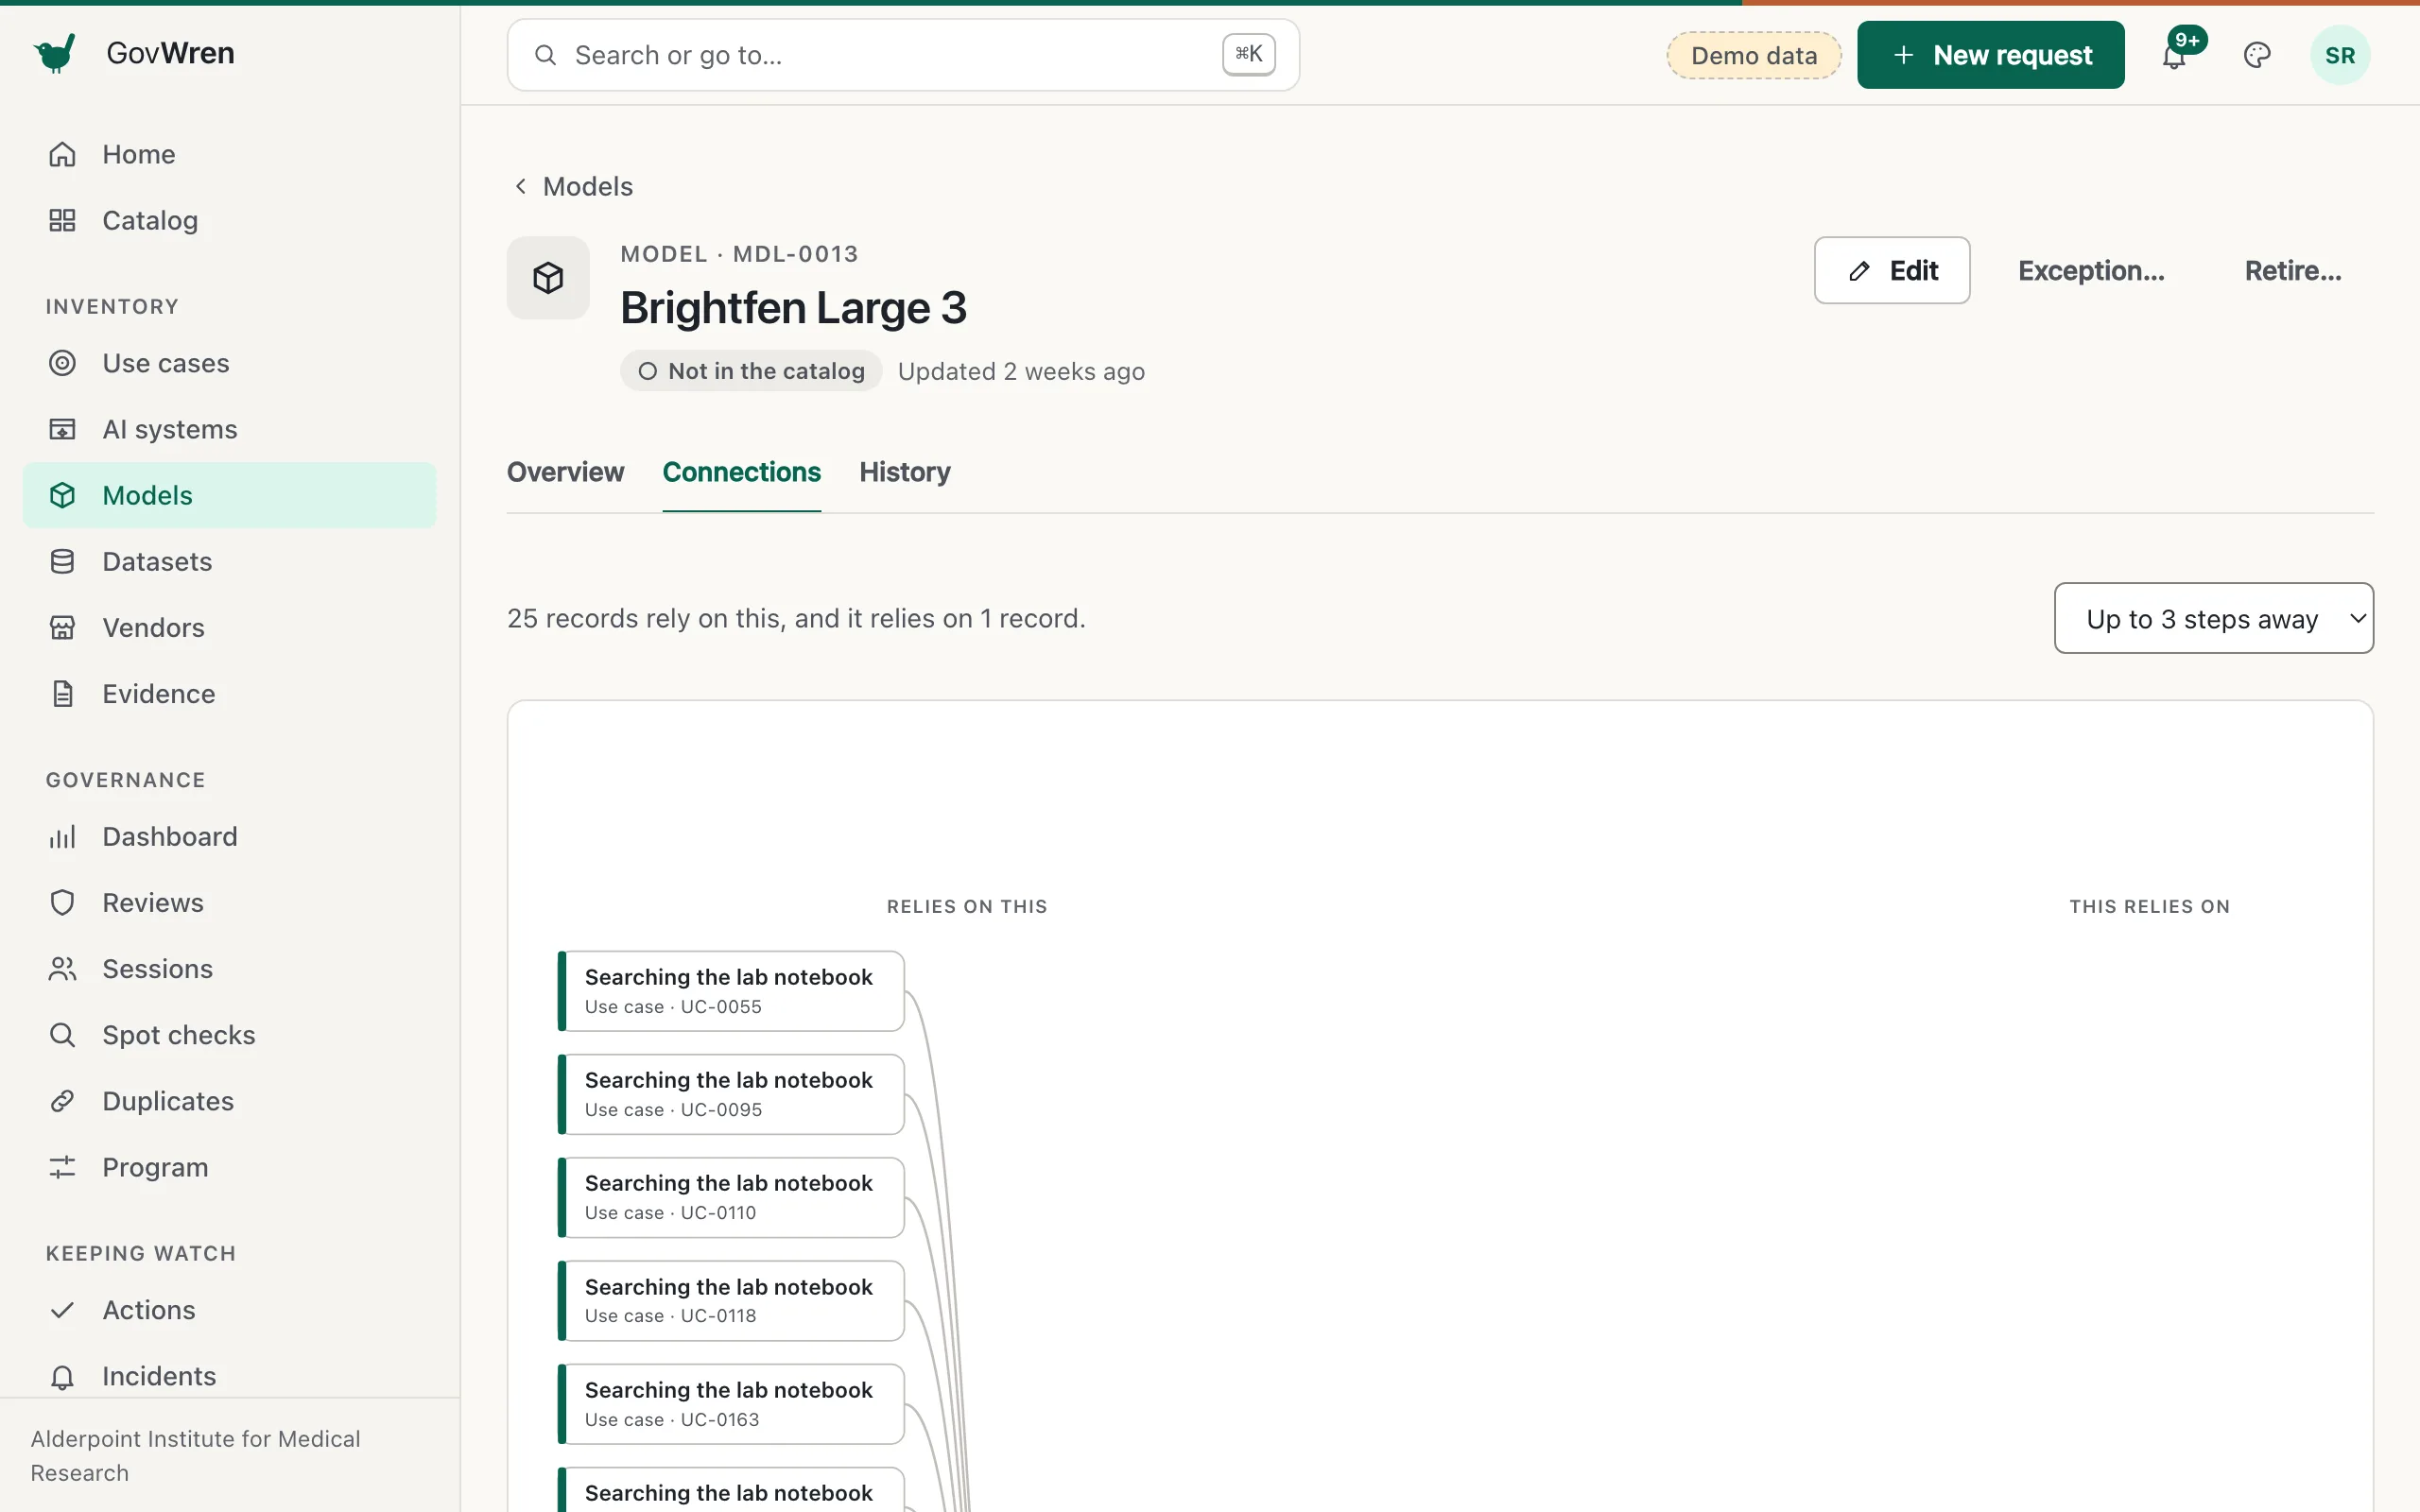 GovWren
Search or go to...
⌘K
Demo data
New request
9+
SR
Home
Catalog
INVENTORY
Use cases
AI systems
Models
Datasets
Vendors
Evidence
GOVERNANCE
Dashboard
Reviews
Sessions
Spot checks
Duplicates
Program
KEEPING WATCH
Actions
Incidents
Alderpoint Institute for Medical
Research
Models
MODEL · MDL-0013
Brightfen Large 3
Not in the catalog
Updated 2 weeks ago
Edit
Exception...
Retire...
Overview
Connections
History
25 records rely on this, and it relies on 1 record.
Up to 3 steps away
RELIES ON THIS
THIS RELIES ON
Searching the lab notebook
Use case · UC-0055
Searching the lab notebook
Use case · UC-0095
Searching the lab notebook
Use case · UC-0110
Searching the lab notebook
Use case · UC-0118
Searching the lab notebook
Use case · UC-0163
Searching the lab notebook